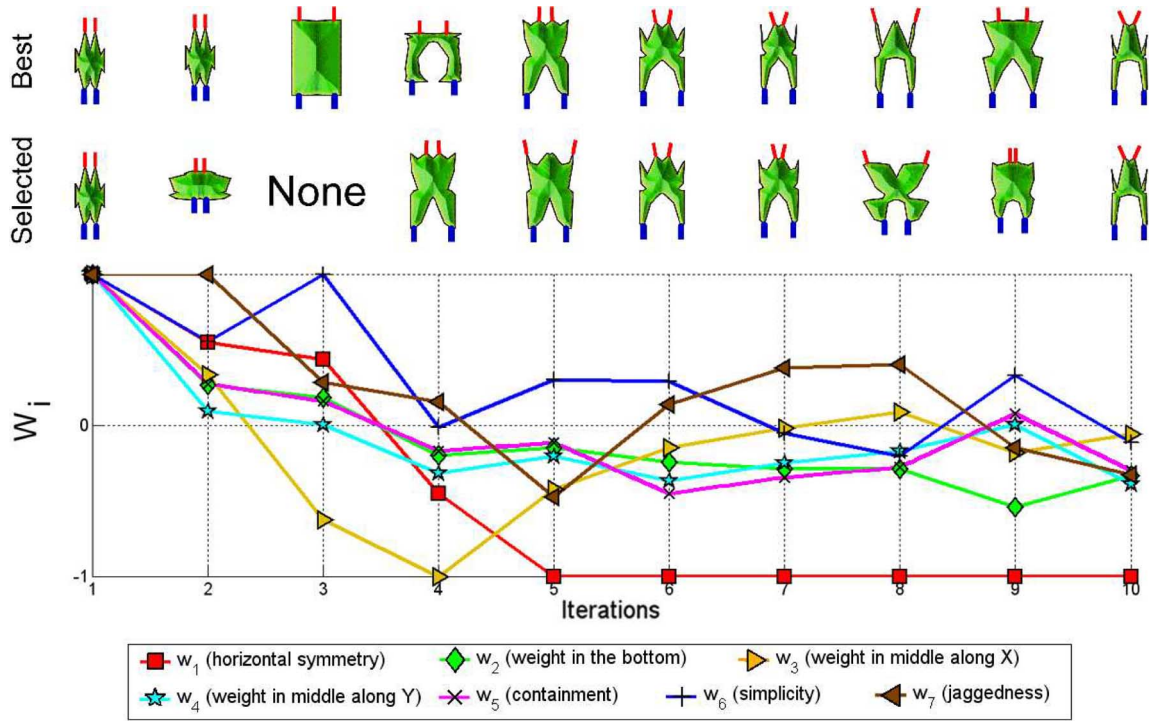 Best
Selected
None
W i
0
-1
1 2 3 4 5 6 7 8 9 10
Iterations
w1 (horizontal symmetry) w2 (weight in the bottom) w3 (weight in middle along X)
w4 (weight in middle along Y) w5 (containment) w6 (simplicity) w7 (jaggedness)